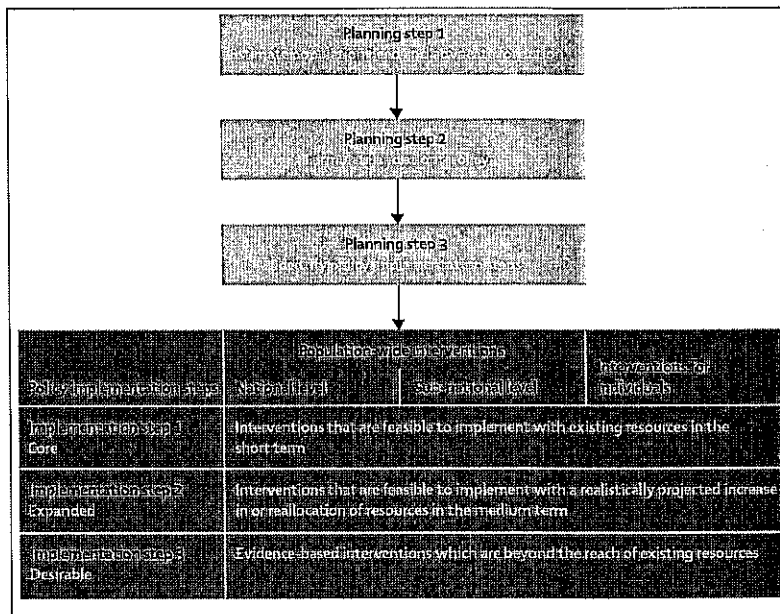 Planning step 1
Planning step 2
Planning step 3
Population-wide interventions
Interventions for
individuals
Policy implementation steps
National level
Sub-national level
Implementation step 1
Core
Interventions that are feasible to implement with existing resources in the
short term
Implementation step 2
Expanded
Interventions that are feasible to implement with a realistically projected increase
in or reallocation of resources in the medium term
Implementation step 3
Desirable
Evidence-based interventions which are beyond the reach of existing resources